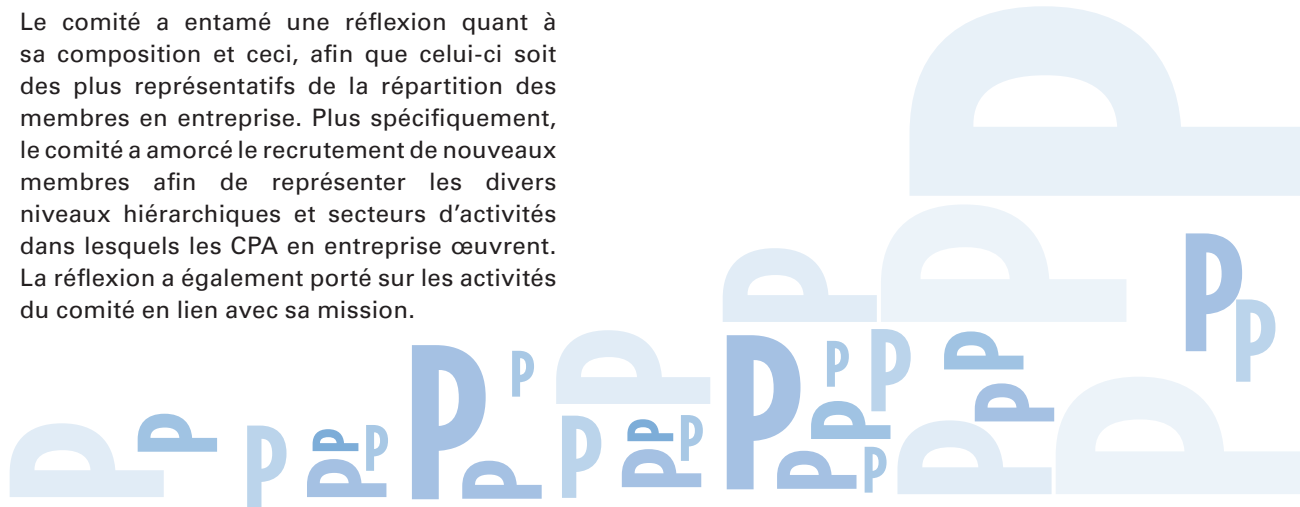 Le comité a entamé une réflexion quant à
sa composition et ceci, afin que celui-ci soit
des plus représentatifs de la répartition des
membres en entreprise. Plus spécifiquement,
le comité a amorcé le recrutement de nouveaux
membres afin de représenter les divers
niveaux hiérarchiques et secteurs d'activités
dans lesquels les CPA en entreprise œuvrent.
La réflexion a également porté sur les activités
du comité en lien avec sa mission.